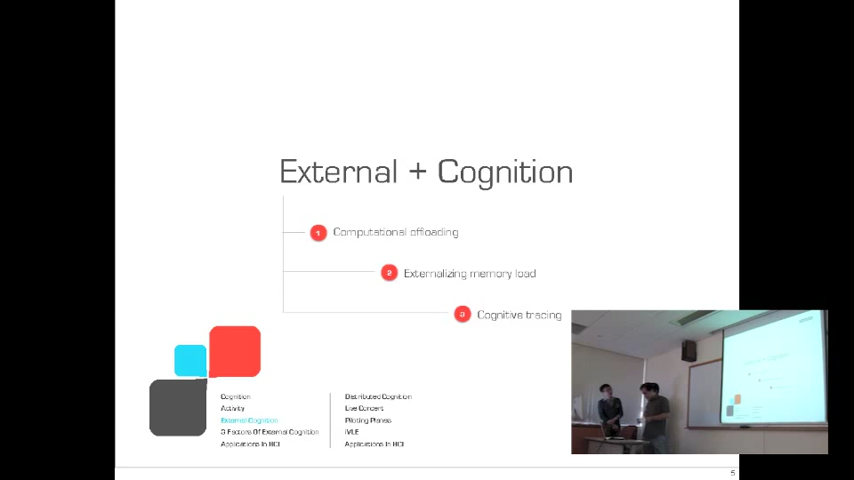 External + Cognition
1 Computational offloading
2 Externalizing memory load
3 Cognitive tracing
Cognition
Activity
External Cognition
3 Factors Of External Cognition
Applications In HCI
Distributed Cognition
Live Concert
Piloting Planes
IVLE
Applications In HCI
5